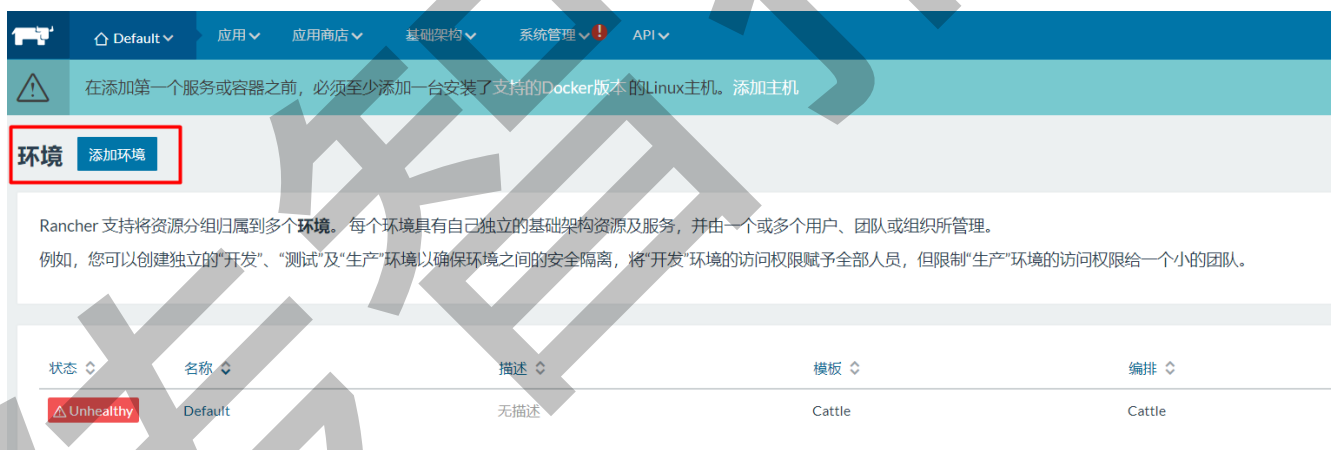 Default 应用 应用商店 基础架构 系统管理 ! API
在添加第一个服务或容器之前，必须至少添加一台安装了支持的Docker版本的Linux主机。添加主机
环境 添加环境
Rancher 支持将资源分组归属到多个环境。每个环境具有自己独立的基础架构资源及服务，并由一个或多个用户、团队或组织所管理。
例如，您可以创建独立的“开发”、“测试”及“生产”环境以确保环境之间的安全隔离，将“开发”环境的访问权限赋予全部人员，但限制“生产”环境的访问权限给一个小的团队。
状态 名称 描述 模板 编排
Unhealthy Default 无描述 Cattle Cattle